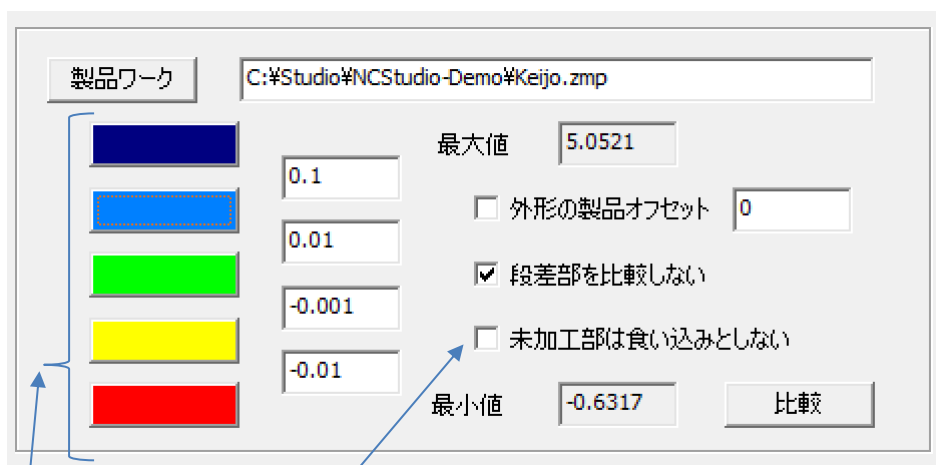 製品ワーク C:¥Studio¥NCStudio-Demo¥Keijo.zmp
最大値 5.0521
0.1
外形の製品オフセット 0
0.01
段差部を比較しない
-0.001
未加工部は食い込みとしない
-0.01
最小値 -0.6317 比較